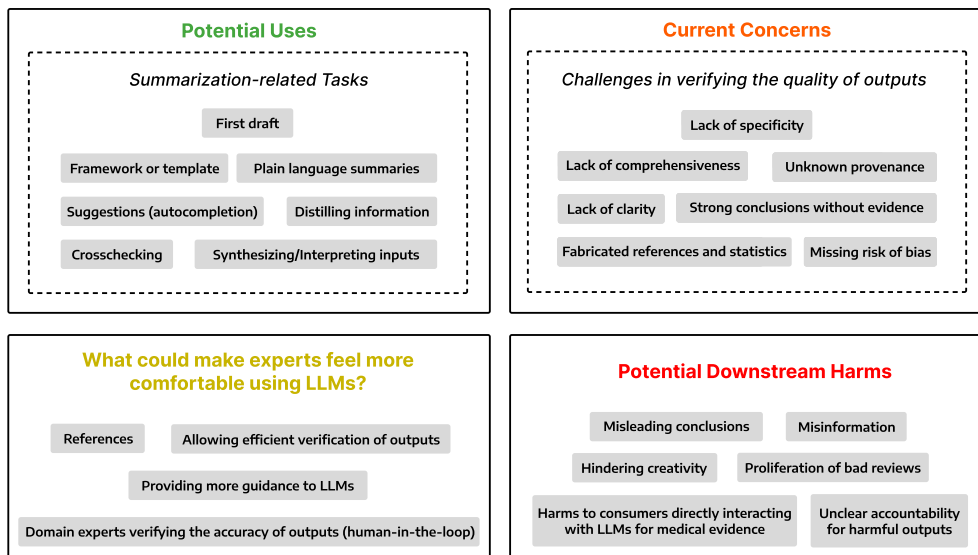 Potential Uses
Summarization-related Tasks
First draft
Framework or template
Plain language summaries
Suggestions (autocompletion)
Distilling information
Crosschecking
Synthesizing/Interpreting inputs
Current Concerns
Challenges in verifying the quality of outputs
Lack of specificity
Lack of comprehensiveness
Unknown provenance
Lack of clarity
Strong conclusions without evidence
Fabricated references and statistics
Missing risk of bias
What could make experts feel more
comfortable using LLMs?
References
Allowing efficient verification of outputs
Providing more guidance to LLMs
Domain experts verifying the accuracy of outputs (human-in-the-loop)
Potential Downstream Harms
Misleading conclusions
Misinformation
Hindering creativity
Proliferation of bad reviews
Harms to consumers directly interacting
with LLMs for medical evidence
Unclear accountability
for harmful outputs